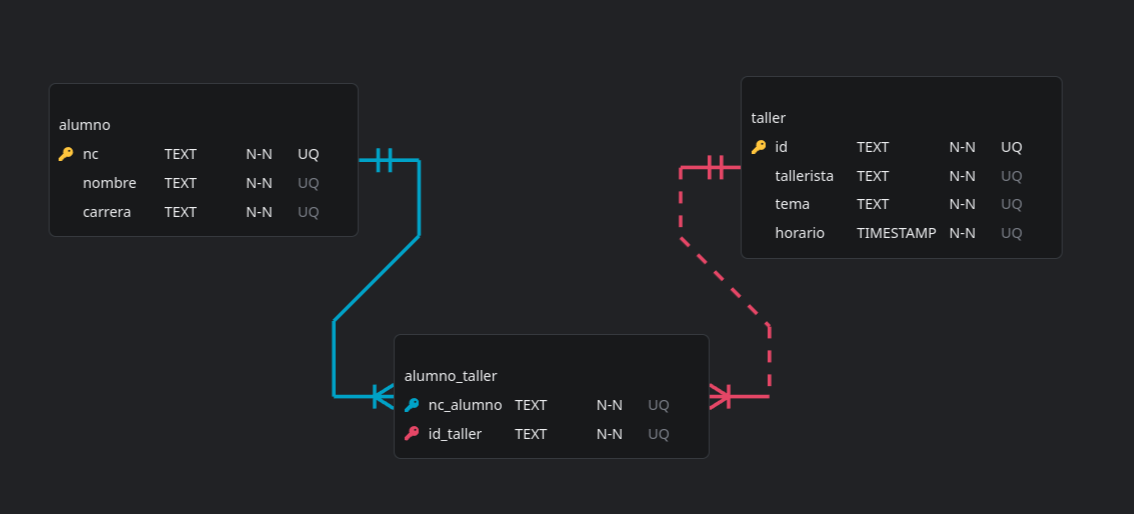 alumno
nc TEXT N-N UQ
nombre TEXT N-N UQ
carrera TEXT N-N UQ
taller
id TEXT N-N UQ
tallerista TEXT N-N UQ
tema TEXT N-N UQ
horario TIMESTAMP N-N UQ
alumno_taller
nc_alumno TEXT N-N UQ
id_taller TEXT N-N UQ